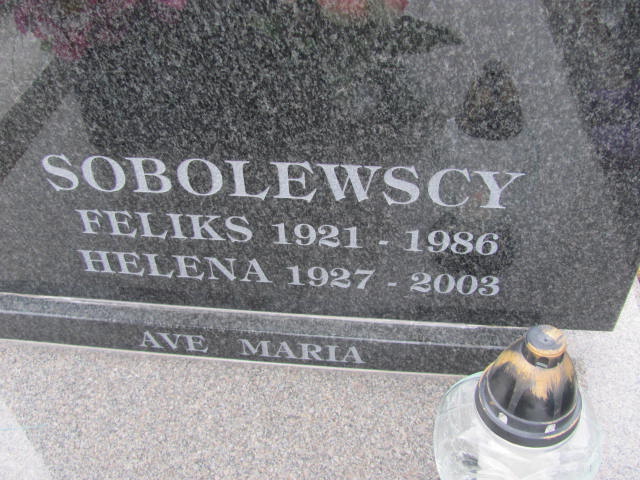 SOBOLEWSCY
FELIKS 1921 - 1986
HELENA 1927 - 2003
AVE MARIA